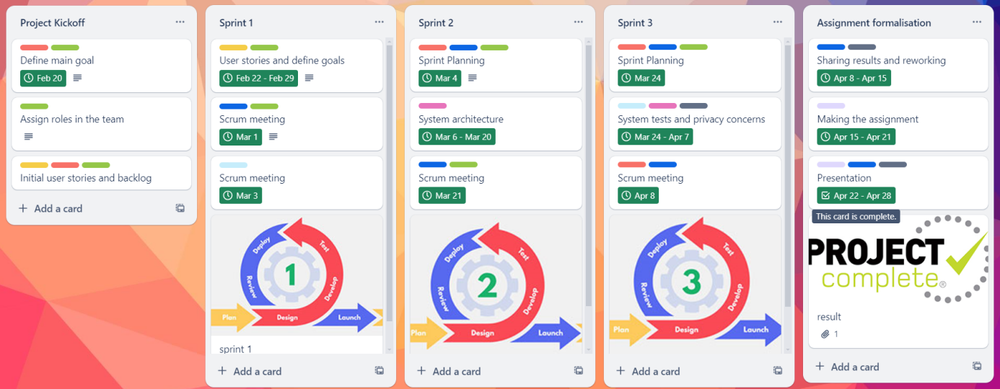 Project Kickoff
Define main goal
Feb 20
Assign roles in the team
Initial user stories and backlog
+ Add a card
Sprint 1
User stories and define goals
Feb 22 - Feb 29
Scrum meeting
Mar 1
Scrum meeting
Mar 3
Deploy
Test
1
Review
Develop
Plan
Design
Launch
sprint 1
+ Add a card
Sprint 2
Sprint Planning
Mar 4
System architecture
Mar 6 - Mar 20
Scrum meeting
Mar 21
Deploy
Test
2
Review
Develop
Plan
Design
Launch
+ Add a card
Sprint 3
Sprint Planning
Mar 24
System tests and privacy concerns
Mar 24 - Apr 7
Scrum meeting
Apr 8
Deploy
Test
3
Review
Develop
Plan
Design
Launch
+ Add a card
Assignment formalisation
Sharing results and reworking
Apr 8 - Apr 15
Making the assignment
Apr 15 - Apr 21
Presentation
Apr 22 - Apr 28
This card is complete.
PROJECT
complete®
result
1
+ Add a card